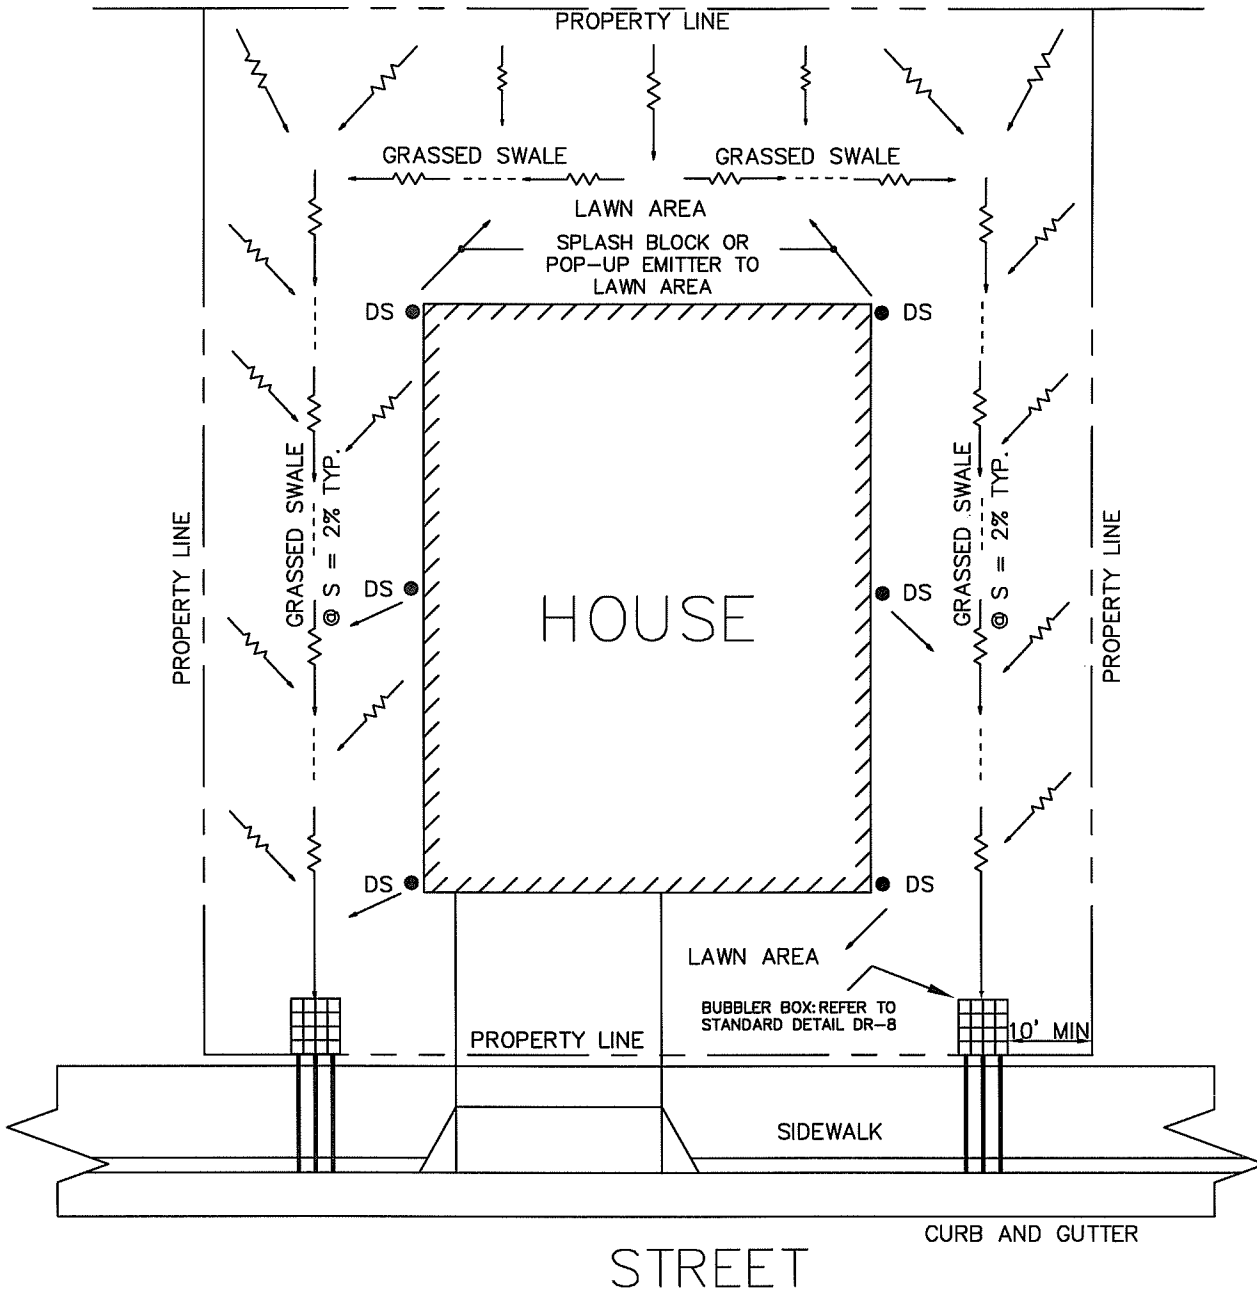 PROPERTY LINE
GRASSED SWALE
GRASSED SWALE
LAWN AREA
SPLASH BLOCK OR
POP-UP EMITTER TO
LAWN AREA
DS
DS
PROPERTY LINE
GRASSED SWALE
@ S = 2% TYP.
DS
HOUSE
DS
GRASSED SWALE
@ S = 2% TYP.
PROPERTY LINE
DS
DS
LAWN AREA
BUBBLER BOX: REFER TO
STANDARD DETAIL DR-8
10' MIN
PROPERTY LINE
SIDEWALK
CURB AND GUTTER
STREET